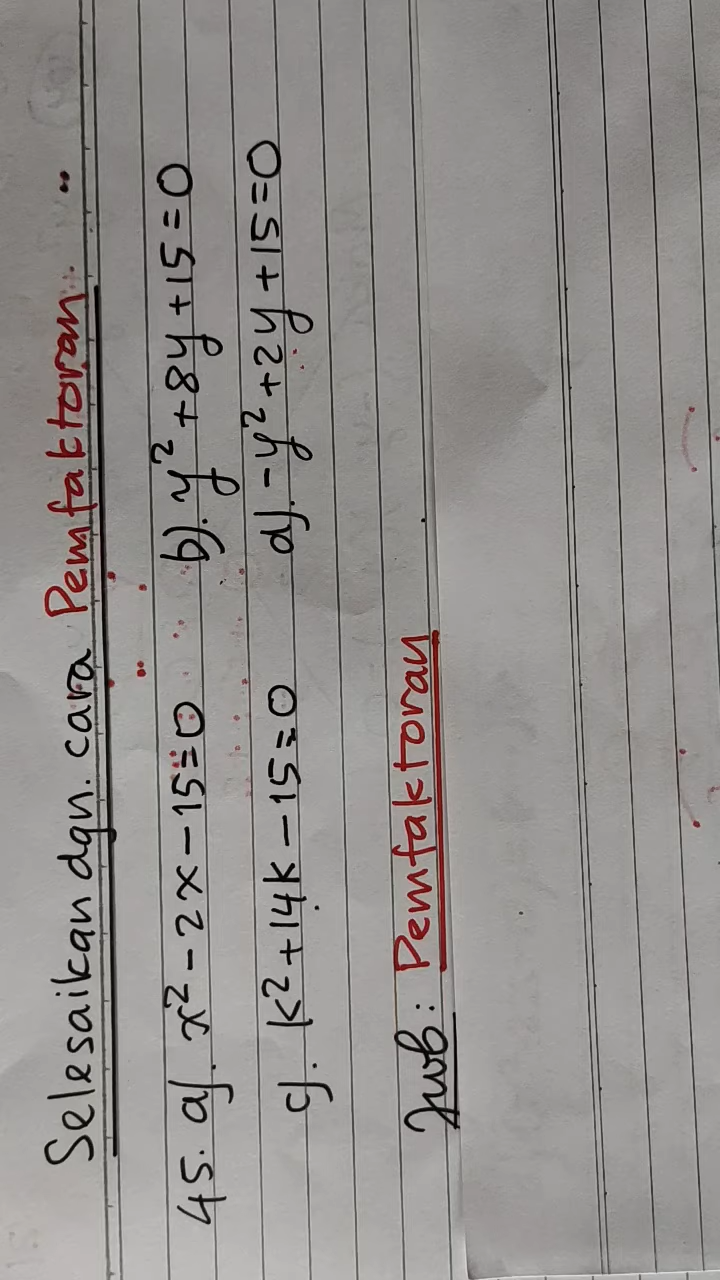 Selesaikan dgn. cara Pemfaktoran..
45. a). x² - 2x - 15 = 0 b). y² + 8y + 15 = 0
c). k² + 14k - 15 = 0 d). -y² + 2y + 15 = 0
Jwb: Pemfaktoran